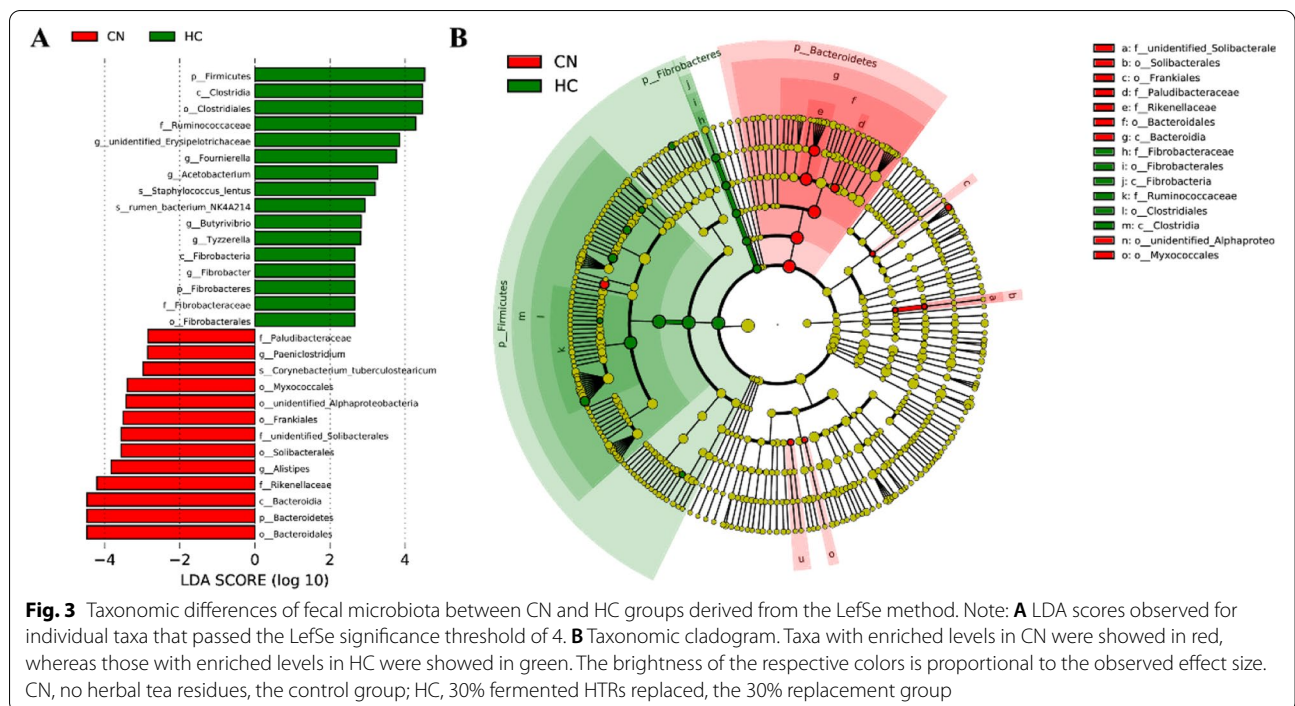 A
CN
HC
p__Firmicutes
c__Clostridia
o__Clostridiales
f__Ruminococcaceae
g__unidentified_Erysipelotrichaceae
g__Fournierella
g__Acetobacterium
s__Staphylococcus_lentus
s__rumen_bacterium_NK4A214
g__Butyrivibrio
g__Tyzzerella
c__Fibrobacteria
g__Fibrobacter
p__Fibrobacteres
f__Fibrobacteraceae
o__Fibrobacterales
f__Paludibacteraceae
g__Paeniclostridium
s__Corynebacterium_tuberculostearicum
o__Myxococcales
o__unidentified_Alphaproteobacteria
o__Frankiales
f__unidentified_Solibacterales
o__Solibacterales
g__Alistipes
f__Rikenellaceae
c__Bacteroidia
p__Bacteroidetes
o__Bacteroidales
−4 −2 0 2 4
LDA SCORE (log 10)
B
CN
HC
p__Fibrobacteres
p__Bacteroidetes
p__Firmicutes
g
f
e
d
j
i
h
c
a
b
m
l
k
n
o
a: f__unidentified_Solibacterale
b: o__Solibacterales
c: o__Frankiales
d: f__Paludibacteraceae
e: f__Rikenellaceae
f: o__Bacteroidales
g: c__Bacteroidia
h: f__Fibrobacteraceae
i: o__Fibrobacterales
j: c__Fibrobacteria
k: f__Ruminococcaceae
l: o__Clostridiales
m: c__Clostridia
n: o__unidentified_Alphaproteo
o: o__Myxococcales
Fig. 3 Taxonomic differences of fecal microbiota between CN and HC groups derived from the LefSe method. Note: A LDA scores observed for
individual taxa that passed the LefSe significance threshold of 4. B Taxonomic cladogram. Taxa with enriched levels in CN were showed in red,
whereas those with enriched levels in HC were showed in green. The brightness of the respective colors is proportional to the observed effect size.
CN, no herbal tea residues, the control group; HC, 30% fermented HTRs replaced, the 30% replacement group